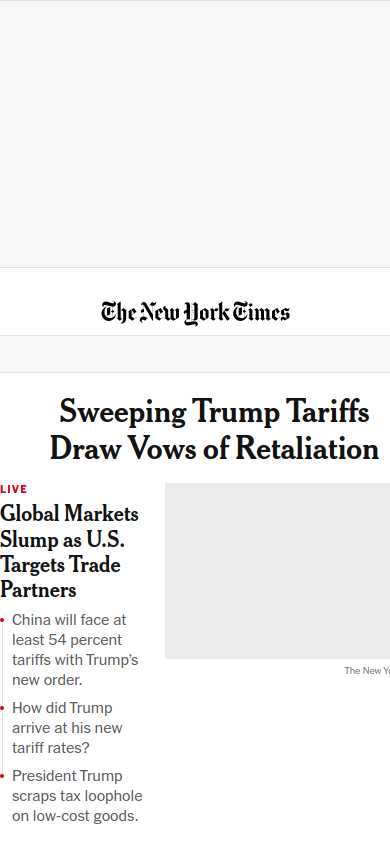 The New York Times
Sweeping Trump Tariffs
Draw Vows of Retaliation
LIVE
Global Markets
Slump as U.S.
Targets Trade
Partners
China will face at
least 54 percent
tariffs with Trump’s
new order.
How did Trump
arrive at his new
tariff rates?
President Trump
scraps tax loophole
on low-cost goods.
The New Yo